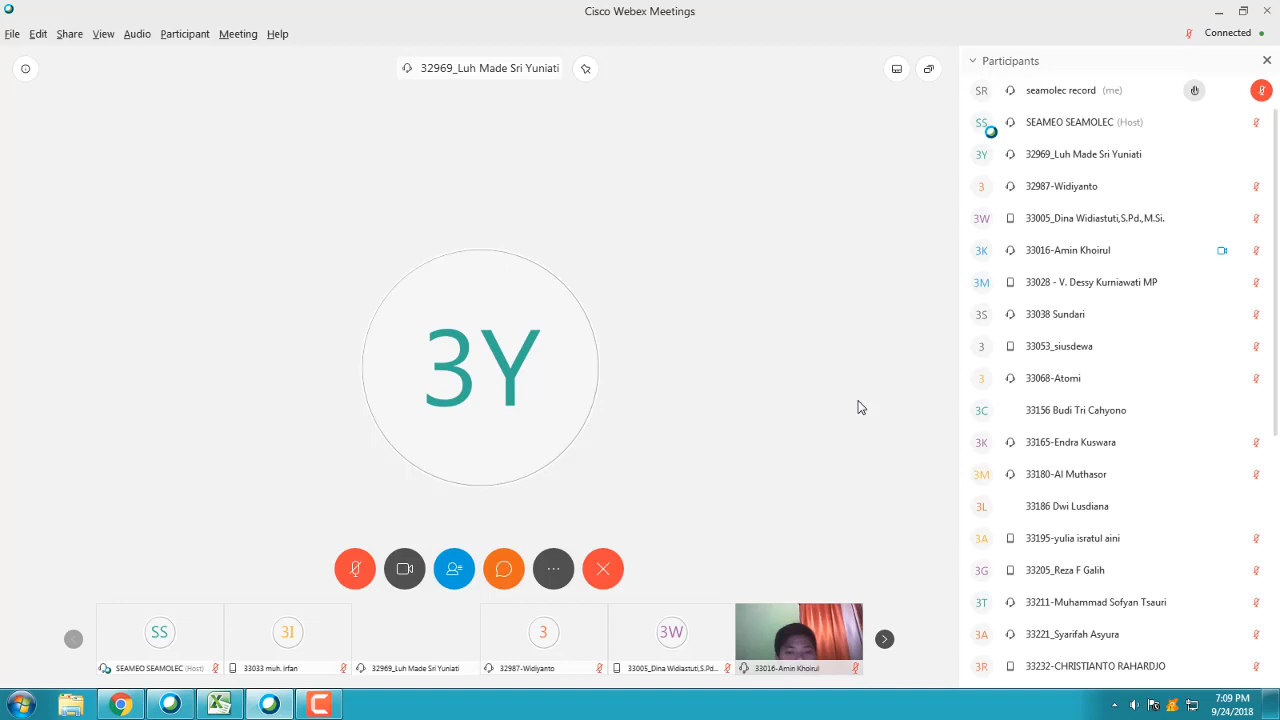 Cisco Webex Meetings
File Edit Share View Audio Participant Meeting Help
Connected
32969_Luh Made Sri Yuniati
3Y
SS
SEAMEO SEAMOLEC (Host)
3I
33033 muh. irfan
32969_Luh Made Sri Yuniati
3
32987-Widiyanto
3W
33005_Dina Widiastuti,S.Pd...
33016-Amin Khoirul
Participants
SR seamolec record (me)
SS SEAMEO SEAMOLEC (Host)
3Y 32969_Luh Made Sri Yuniati
3 32987-Widiyanto
3W 33005_Dina Widiastuti,S.Pd.,M.Si.
3K 33016-Amin Khoirul
3M 33028 - V. Dessy Kurniawati MP
3S 33038 Sundari
3 33053_siusdewa
3 33068-Atomi
3C 33156 Budi Tri Cahyono
3K 33165-Endra Kuswara
3M 33180-Al Muthasor
3L 33186 Dwi Lusdiana
3A 33195-yulia isratul aini
3G 33205_Reza F Galih
3T 33211-Muhammad Sofyan Tsauri
3A 33221_Syarifah Asyura
3R 33232-CHRISTIANTO RAHARDJO
7:09 PM
9/24/2018